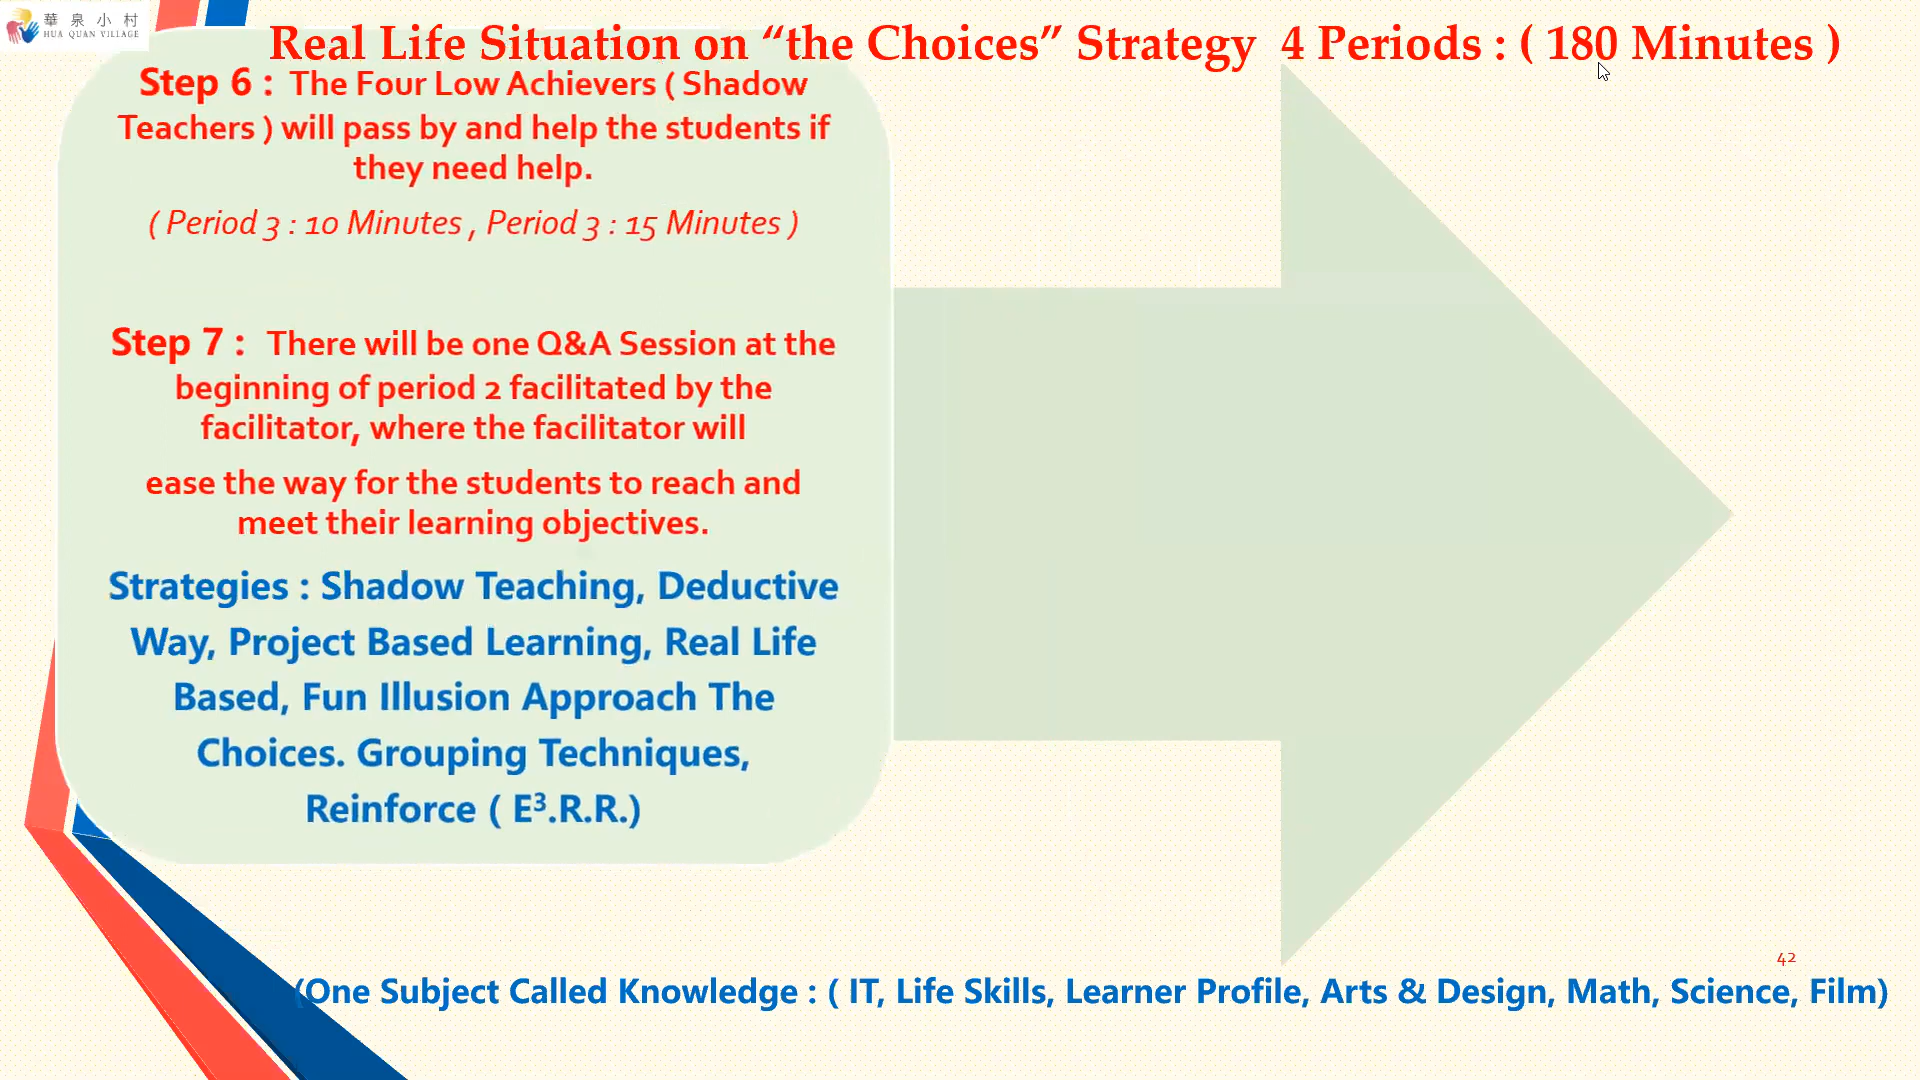 華泉小村
HUA QUAN VILLAGE
Real Life Situation on “the Choices” Strategy 4 Periods : ( 180 Minutes )
Step 6 : The Four Low Achievers ( Shadow
Teachers ) will pass by and help the students if
they need help.
( Period 3 : 10 Minutes , Period 3 : 15 Minutes )
Step 7 : There will be one Q&A Session at the
beginning of period 2 facilitated by the
facilitator, where the facilitator will
ease the way for the students to reach and
meet their learning objectives.
Strategies : Shadow Teaching, Deductive
Way, Project Based Learning, Real Life
Based, Fun Illusion Approach The
Choices. Grouping Techniques,
Reinforce ( E³.R.R.)
42
(One Subject Called Knowledge : ( IT, Life Skills, Learner Profile, Arts & Design, Math, Science, Film)